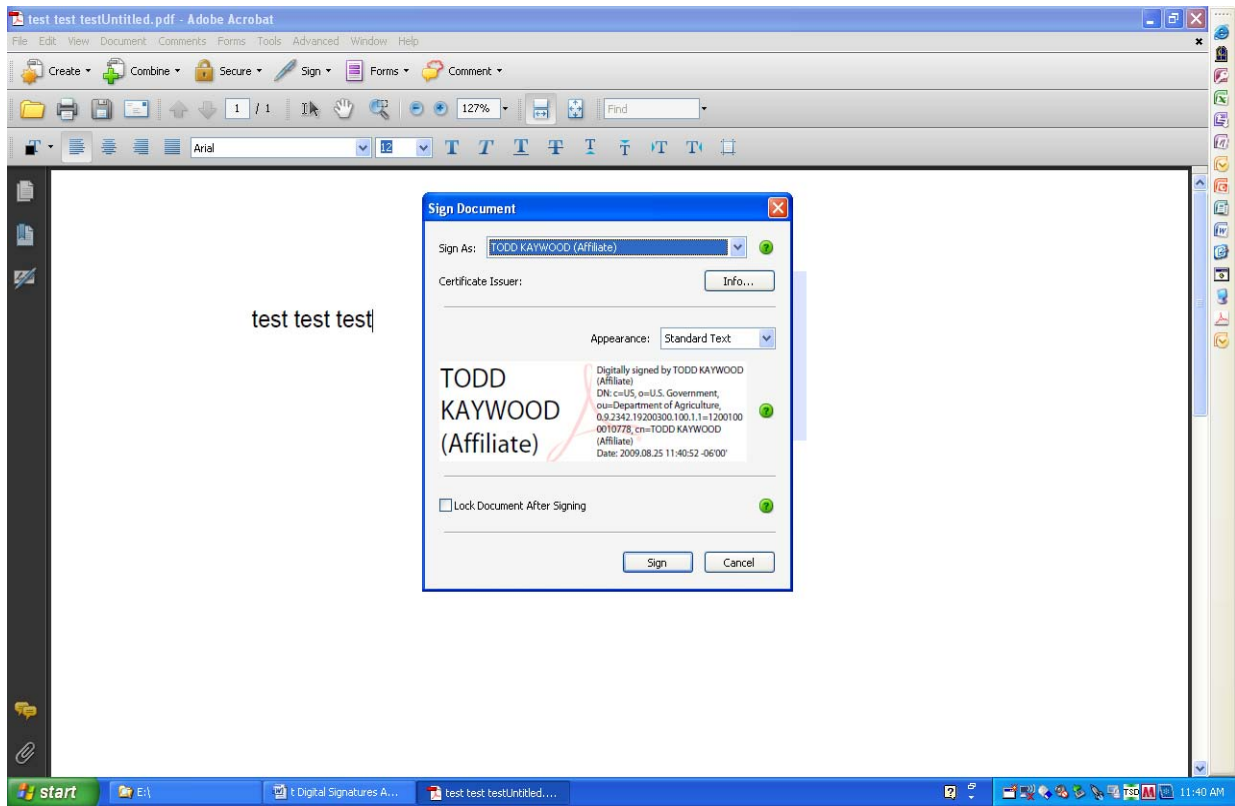 test test testUntitled.pdf - Adobe Acrobat
File Edit View Document Comments Forms Tools Advanced Window Help
Create Combine Secure Sign Forms Comment
1 / 1 127% Find
Arial 12
Sign Document
Sign As: TODD KAYWOOD (Affiliate)
Certificate Issuer: Info...
test test test
Appearance: Standard Text
TODD
KAYWOOD
(Affiliate)
Digitally signed by TODD KAYWOOD
(Affiliate)
DN: c=US, o=U.S. Government,
ou=Department of Agriculture,
0.9.2342.19200300.100.1.1=1200100
0010778, cn=TODD KAYWOOD
(Affiliate)
Date: 2009.08.25 11:40:52 -06'00'
Lock Document After Signing
Sign Cancel
start E:\ t Digital Signatures A... test test testUntitled.... TSD 11:40 AM